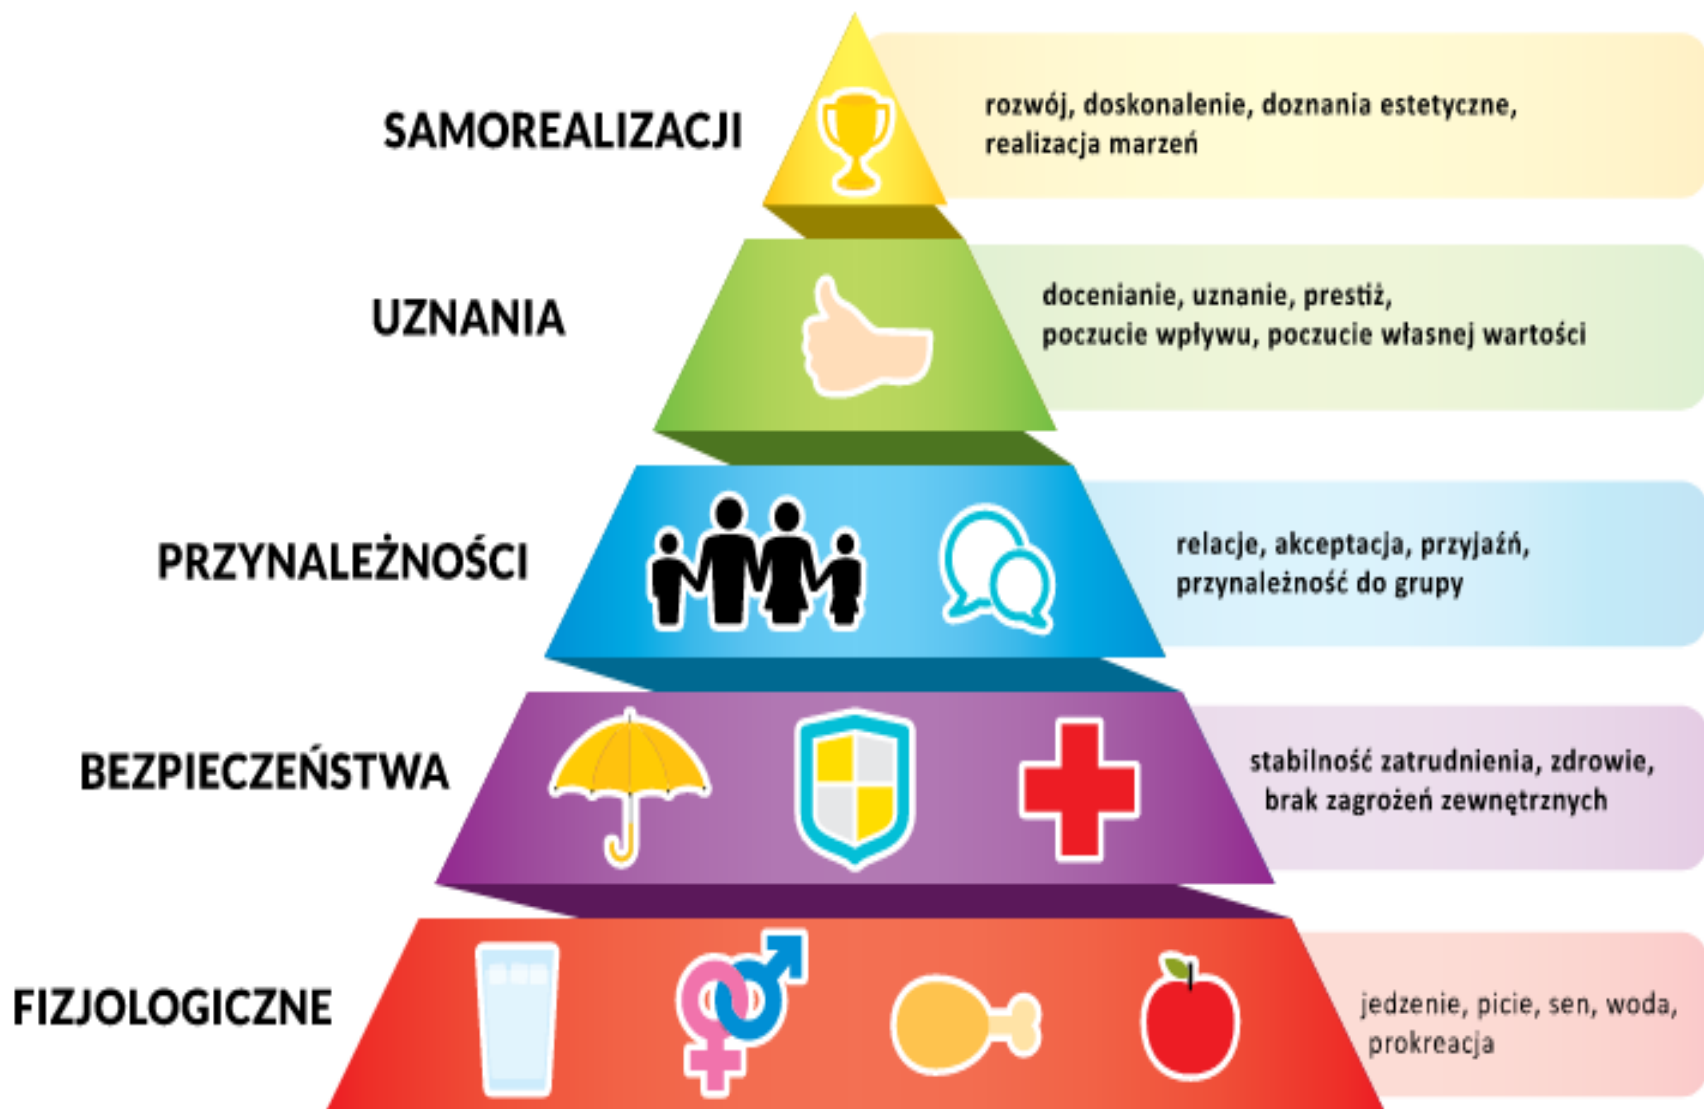 SAMOREALIZACJI
rozwój, doskonalenie, doznania estetyczne,
realizacja marzeń
UZNANIA
docenianie, uznanie, prestiż,
poczucie wpływu, poczucie własnej wartości
PRZYNALEŻNOŚCI
relacje, akceptacja, przyjaźń,
przynależność do grupy
BEZPIECZEŃSTWA
stabilność zatrudnienia, zdrowie,
brak zagrożeń zewnętrznych
FIZJOLOGICZNE
jedzenie, picie, sen, woda,
prokreacja